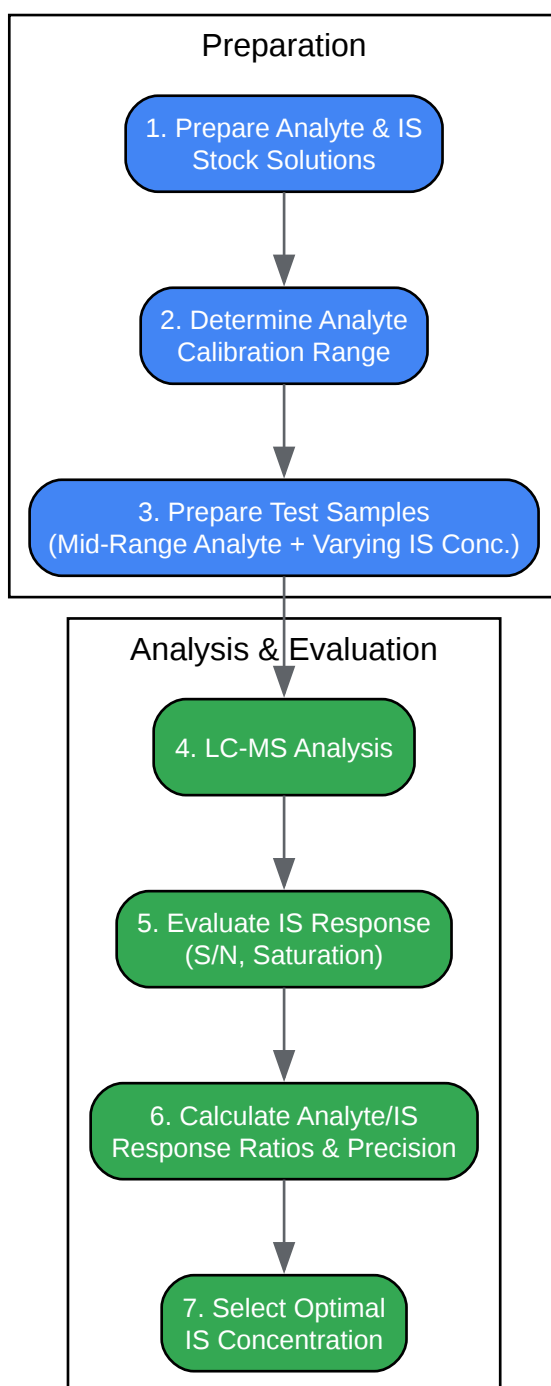 Preparation
1. Prepare Analyte & IS
Stock Solutions
2. Determine Analyte
Calibration Range
3. Prepare Test Samples
(Mid-Range Analyte + Varying IS Conc.)
Analysis & Evaluation
4. LC-MS Analysis
5. Evaluate IS Response
(S/N, Saturation)
6. Calculate Analyte/IS
Response Ratios & Precision
7. Select Optimal
IS Concentration